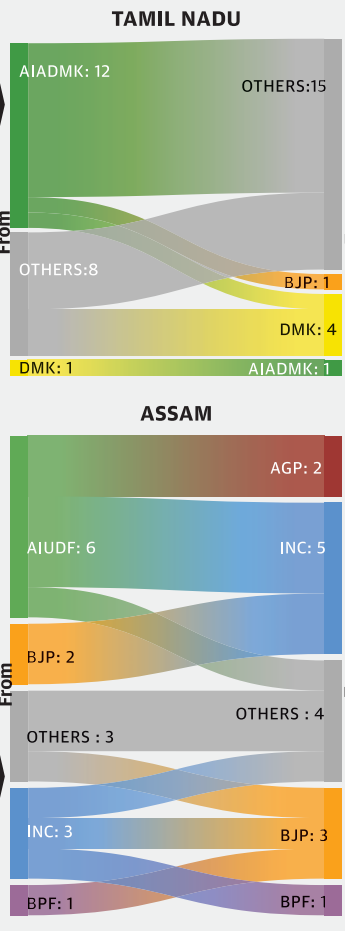 TAMIL NADU
AIADMK: 12
OTHERS:15
From
OTHERS:8
BJP: 1
DMK: 4
DMK: 1
AIADMK:1
ASSAM
AGP: 2
AIUDF: 6
INC: 5
BJP: 2
From
OTHERS : 4
OTHERS : 3
INC: 3
BJP: 3
BPF: 1
BPF: 1